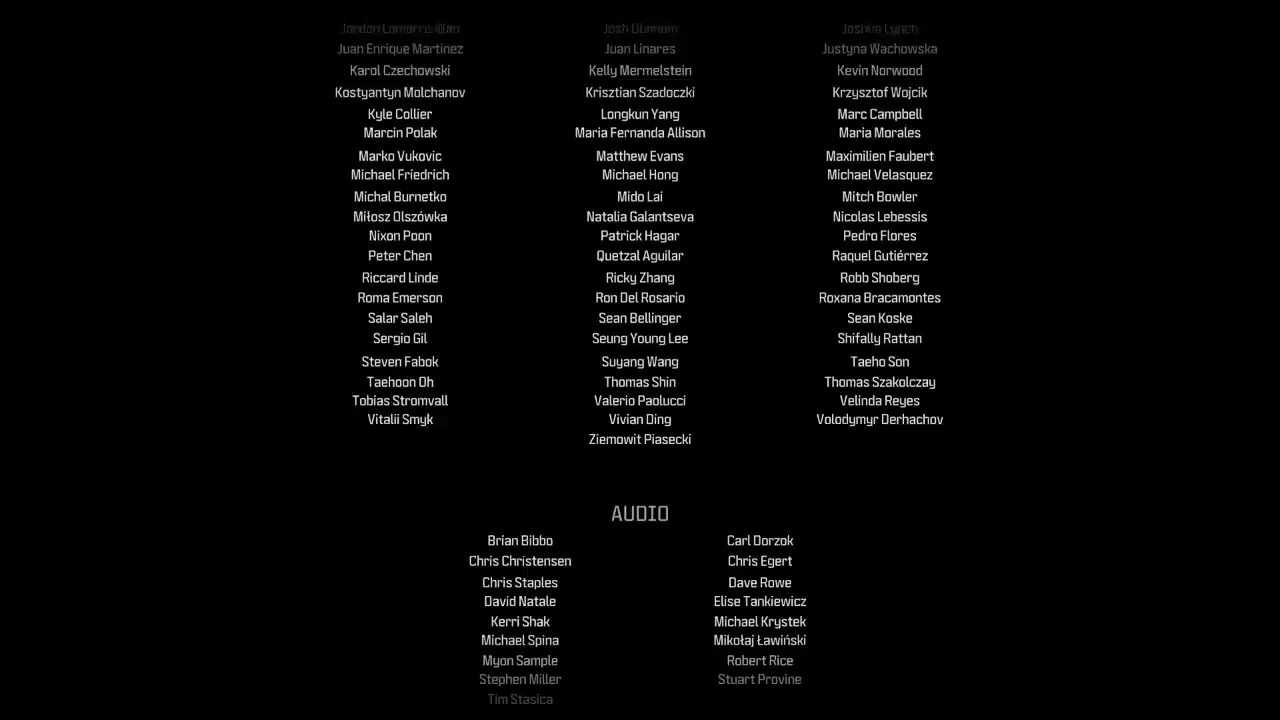 Juan Enrique Martínez Juan Linares Justyna Wachowska
Karol Czechowski Kelly Mermelstein Kevin Norwood
Kostyantyn Molchanov Krisztian Szadoczki Krzysztof Wojcik
Kyle Collier Longkun Yang Marc Campbell
Marcin Polak Maria Fernanda Allison Maria Morales
Marko Vukovic Matthew Evans Maximilien Faubert
Michael Friedrich Michael Hong Michael Velasquez
Michal Burnetko Mido Lai Mitch Bowler
Miłosz Olszówka Natalia Galantseva Nicolas Lebessis
Nixon Poon Patrick Hagar Pedro Flores
Peter Chen Quetzal Aguilar Raquel Gutiérrez
Riccard Linde Ricky Zhang Robb Shoberg
Roma Emerson Ron Del Rosario Roxana Bracamontes
Salar Saleh Sean Bellinger Sean Koske
Sergio Gil Seung Young Lee Shifally Rattan
Steven Fabok Suyang Wang Taeho Son
Taehoon Oh Thomas Shin Thomas Szakolczay
Tobias Stromvall Valerio Paolucci Velinda Reyes
Vitalii Smyk Vivian Ding Volodymyr Derhachov
Ziemowit Piasecki
AUDIO
Brian Bibbo Carl Dorzok
Chris Christensen Chris Egert
Chris Staples Dave Rowe
David Natale Elise Tankiewicz
Kerri Shak Michael Krystek
Michael Spina Mikołaj Ławiński
Myon Sample Robert Rice
Stephen Miller Stuart Provine
Tim Stasica